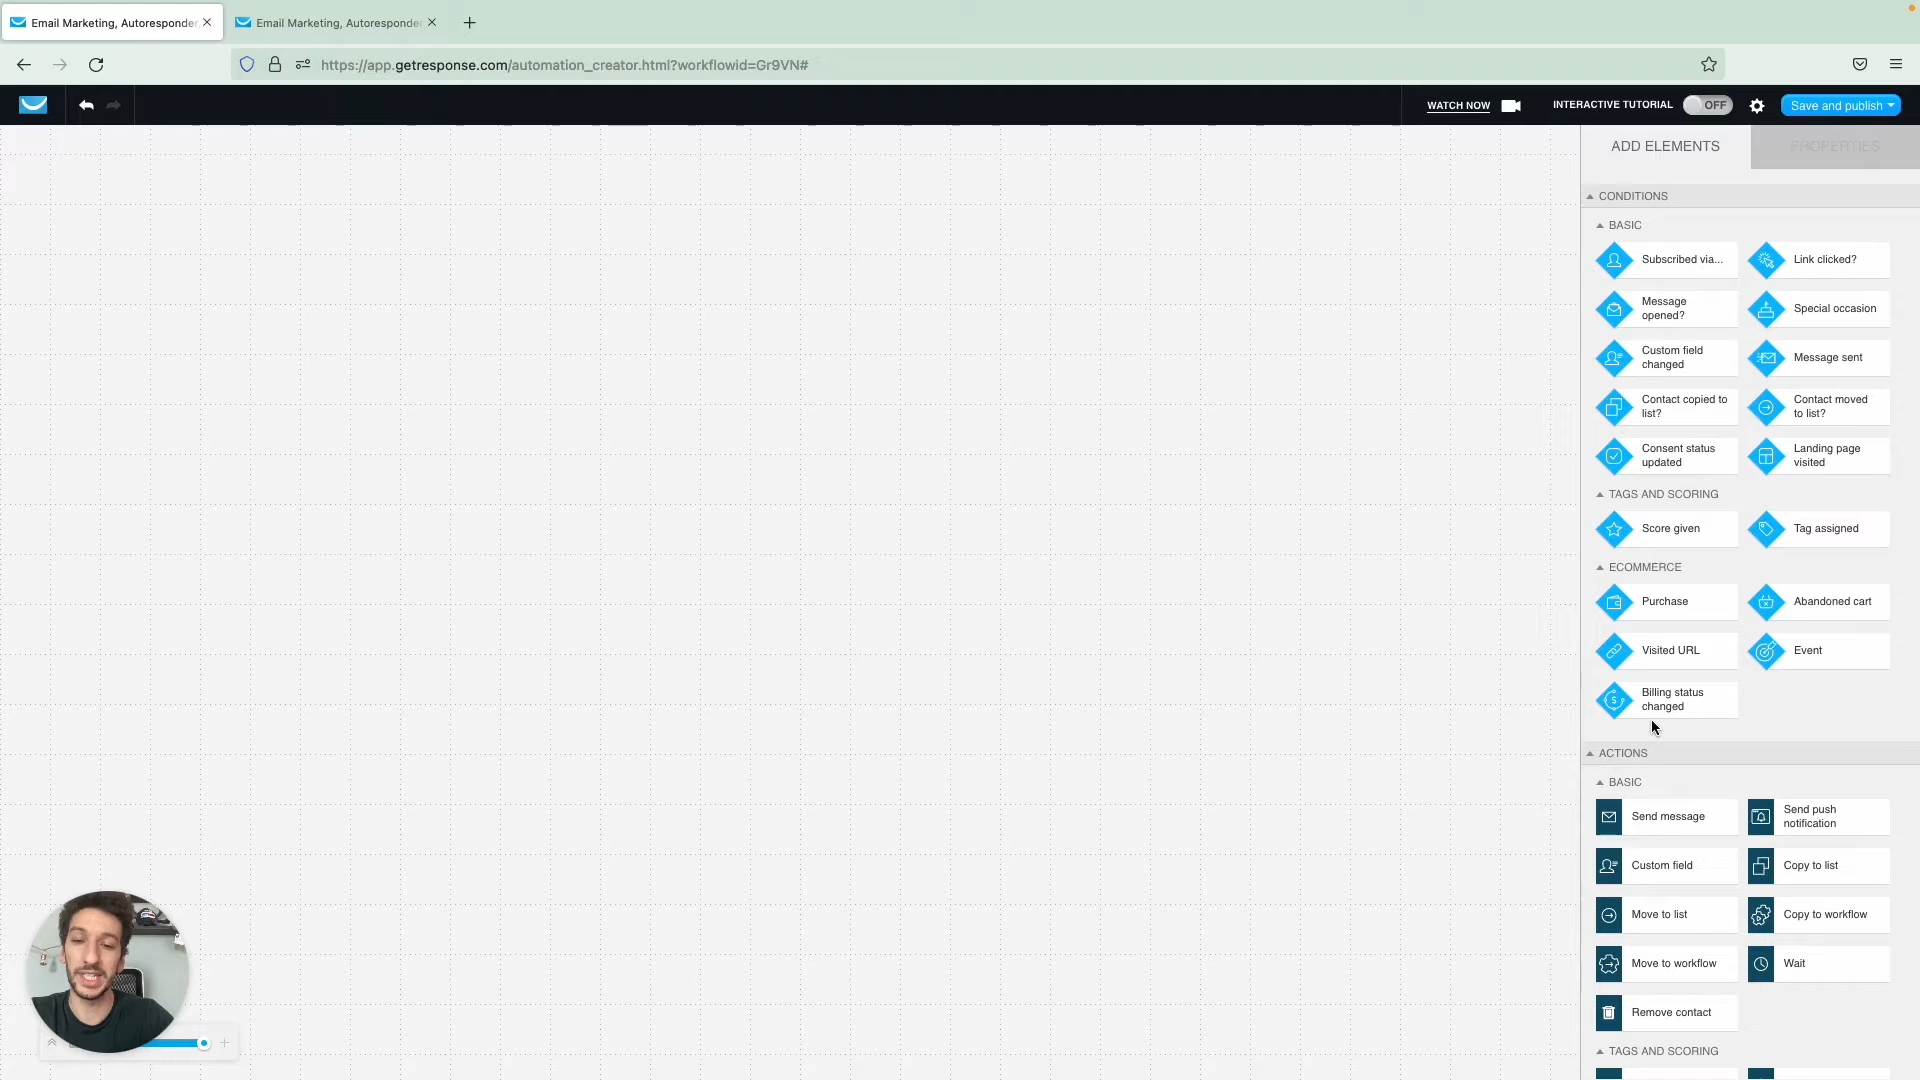 Email Marketing, Autoresponder
Email Marketing, Autoresponder
https://app.getresponse.com/automation_creator.html?workflowid=Gr9VN#
WATCH NOW
INTERACTIVE TUTORIAL
OFF
Save and publish
ADD ELEMENTS
PROPERTIES
CONDITIONS
BASIC
Subscribed via...
Link clicked?
Message
opened?
Special occasion
Custom field
changed
Message sent
Contact copied to
list?
Contact moved
to list?
Consent status
updated
Landing page
visited
TAGS AND SCORING
Score given
Tag assigned
ECOMMERCE
Purchase
Abandoned cart
Visited URL
Event
Billing status
changed
ACTIONS
BASIC
Send message
Send push
notification
Custom field
Copy to list
Move to list
Copy to workflow
Move to workflow
Wait
Remove contact
TAGS AND SCORING